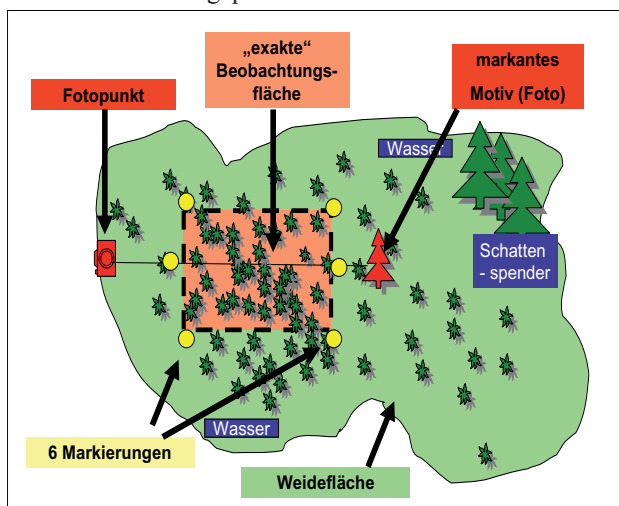 „exakte“
Beobachtungs-
fläche
markantes
Motiv (Foto)
Fotopunkt
Wasser
Schatten
- spender
Wasser
6 Markierungen
Weidefläche